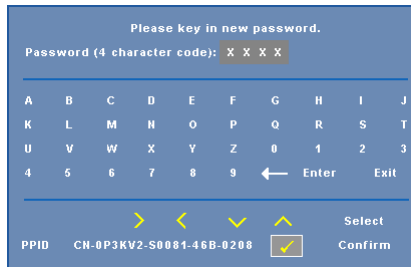 Please key in new password.
Password (4 character code): X X X X
A B C D E F G H I J
K L M N O P Q R S T
U V W X Y Z 0 1 2 3
4 5 6 7 8 9 ← Enter Exit
Select
PPID CN-0P3KV2-S0081-46B-0208 Confirm